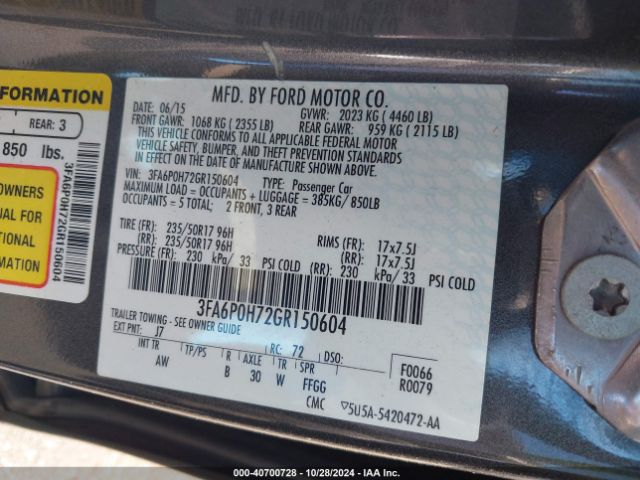 MFD. BY FORD MOTOR CO.
DATE: 06/15
GVWR: 2023 KG ( 4460 LB)
FRONT GAWR: 1068 KG ( 2355 LB)
REAR GAWR: 959 KG ( 2115 LB)
THIS VEHICLE CONFORMS TO ALL APPLICABLE FEDERAL MOTOR
VEHICLE SAFETY, BUMPER, AND THEFT PREVENTION STANDARDS
IN EFFECT ON THE DATE OF MANUFACTURE SHOWN ABOVE.
VIN: 3FA6P0H72GR150604 TYPE: Passenger Car
MAXIMUM LOAD = OCCUPANTS + LUGGAGE = 385KG/ 850LB
OCCUPANTS = 5 TOTAL; 2 FRONT, 3 REAR
TIRE (FR): 235/50R17 96H RIMS (FR): 17x7.5J
(RR): 235/50R17 96H (RR): 17x7.5J
PRESSURE (FR): 230 kPa/ 33 PSI COLD (RR): 230 kPa/ 33 PSI COLD
3FA6P0H72GR150604
TRAILER TOWING - SEE OWNER GUIDE
EXT PNT: J7 RC: 72 DSO:
INT TR TP/PS R AXLE TR SPR
AW B 30 W FFGG
F0066
R0079
CMC 5U5A-5420472-AA
FORMATION
REAR: 3
850 lbs.
3FA6P0H72GR150604
OWNERS
UAL FOR
TIONAL
RMATION
MFD. BY FORD MOTOR CO.
000-40700728 - 10/28/2024 - IAA Inc.